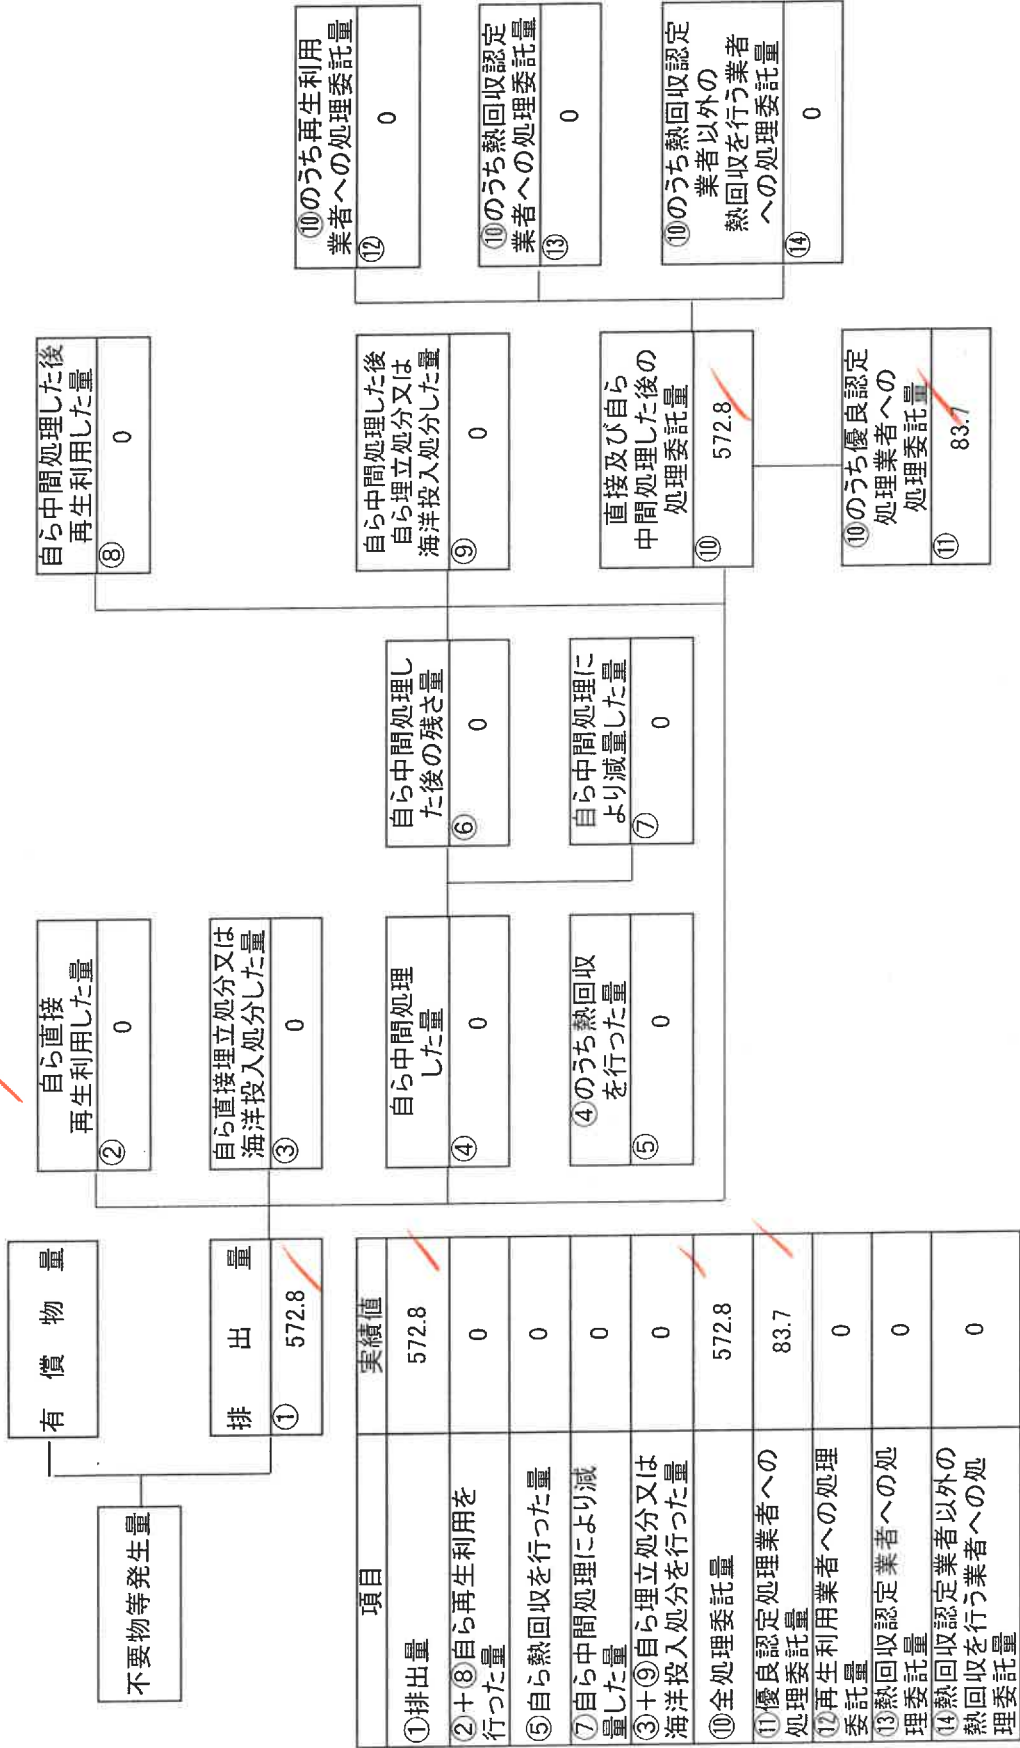 不要物等発生量
有償物量
排出量
① 572.8
自ら直接
再生利用した量
② 0
自ら直接埋立処分又は
海洋投入処分した量
③ 0
自ら中間処理
した量
④ 0
④のうち熱回収
を行った量
⑤ 0
自ら中間処理し
た後の残さ量
⑥ 0
自ら中間処理に
より減量した量
⑦ 0
自ら中間処理した後
再生利用した量
⑧ 0
自ら中間処理した後
自ら埋立処分又は
海洋投入処分した量
⑨ 0
直接及び自ら
中間処理した後の
処理委託量
⑩ 572.8
⑩のうち優良認定
処理業者への
処理委託量
⑪ 83.7
⑩のうち再生利用
業者への処理委託量
⑫ 0
⑩のうち熱回収認定
業者への処理委託量
⑬ 0
⑩のうち熱回収認定
業者以外の
熱回収を行う業者
への処理委託量
⑭ 0
項目 実績値
①排出量 572.8
②+⑧自ら再生利用を
行った量 0
⑤自ら熱回収を行った量 0
⑦自ら中間処理により減
量した量 0
③+⑨自ら埋立処分又は
海洋投入処分を行った量 0
⑩全処理委託量 572.8
⑪優良認定処理業者への
処理委託量 83.7
⑫再生利用業者への処理
委託量 0
⑬熱回収認定業者への処
理委託量 0
⑭熱回収認定業者以外の
熱回収を行う業者への処
理委託量 0